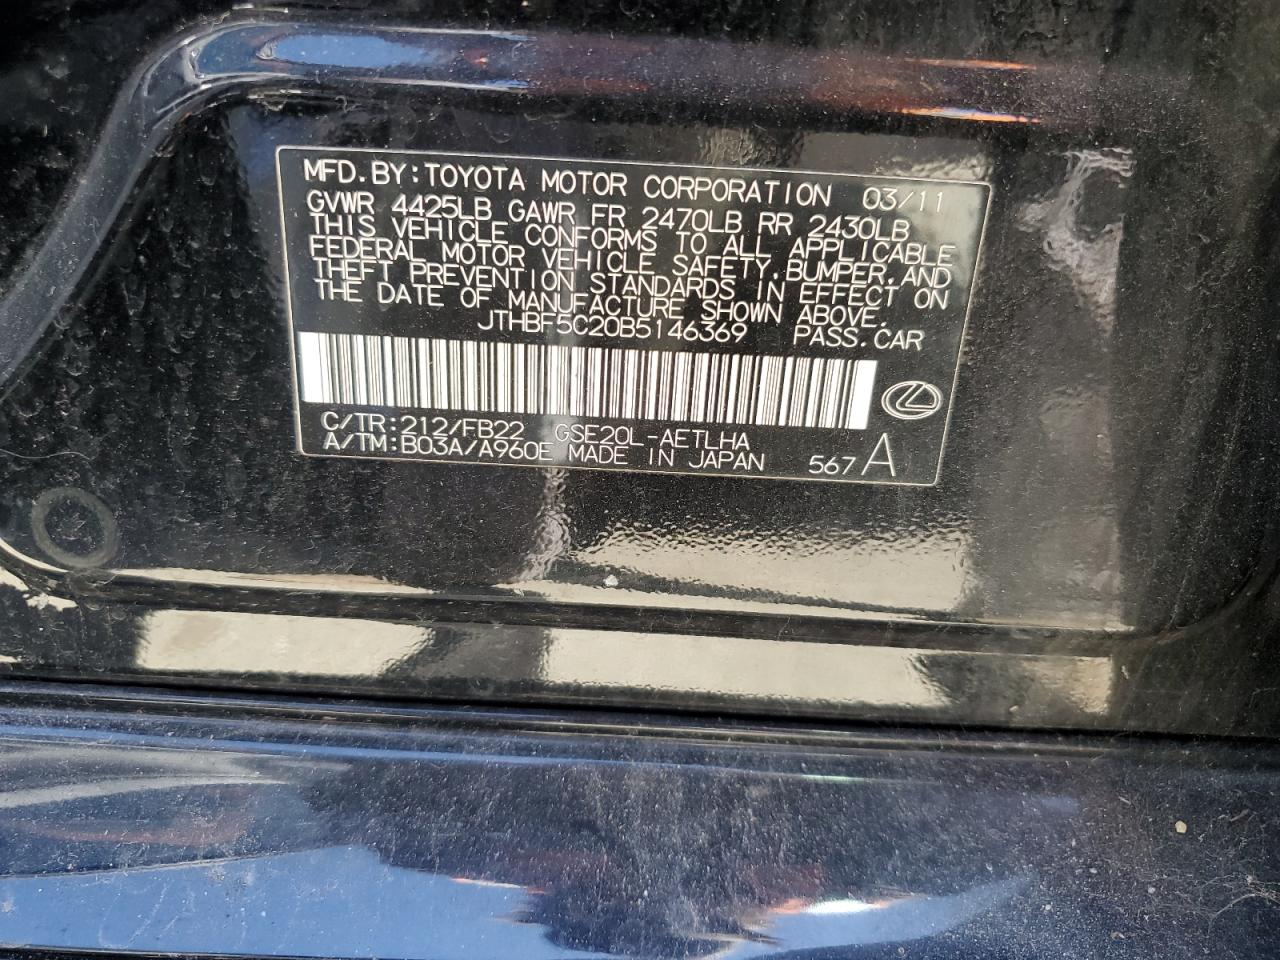 MFD.BY:TOYOTA MOTOR CORPORATION 03/11
GVWR 4425LB GAWR FR 2470LB RR 2430LB
THIS VEHICLE CONFORMS TO ALL APPLICABLE
FEDERAL MOTOR VEHICLE SAFETY,BUMPER,AND
THEFT PREVENTION STANDARDS IN EFFECT ON
THE DATE OF MANUFACTURE SHOWN ABOVE.
JTHBF5C20B5146369 PASS.CAR
C/TR:212/FB22 GSE20L-AETLHA
A/TM:B03A/A960E MADE IN JAPAN 567 A